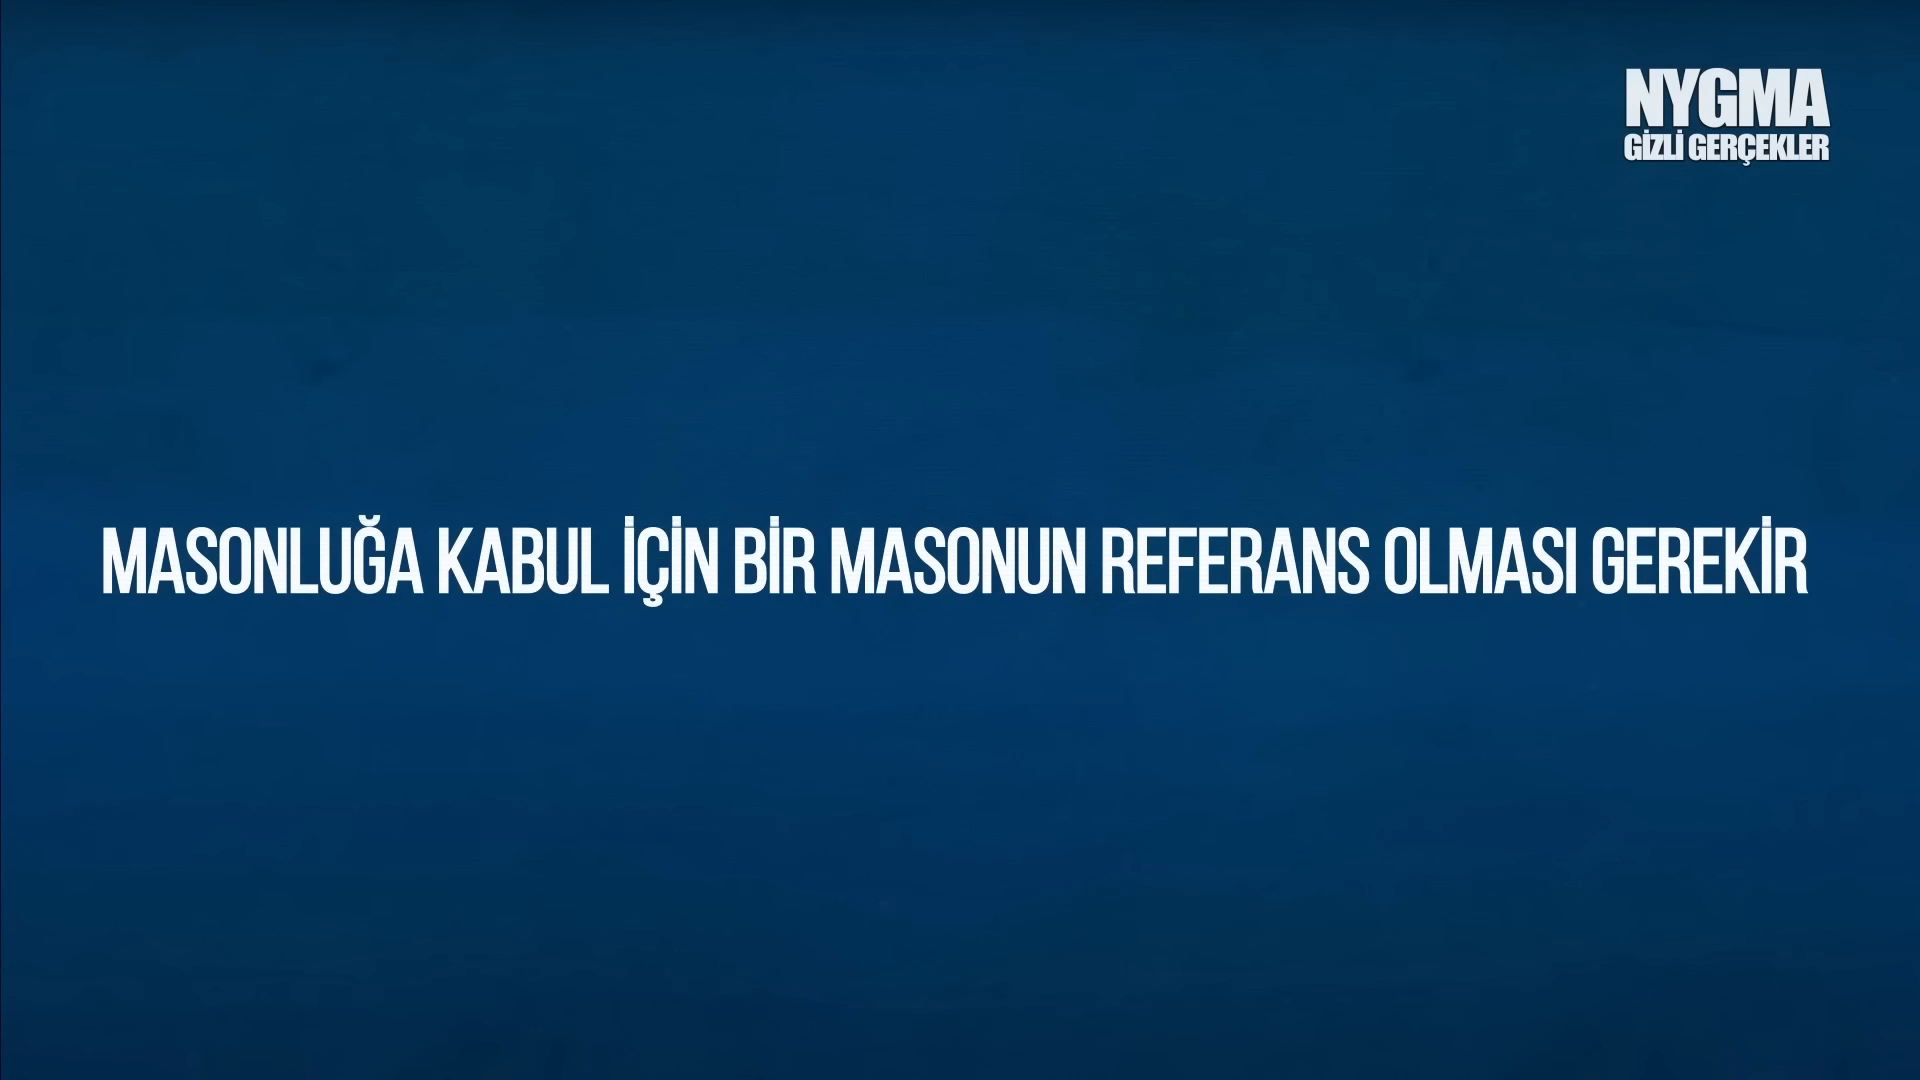 NYGMA
GİZLİ GERÇEKLER
MASONLUĞA KABUL İÇİN BİR MASONUN REFERANS OLMASI GEREKİR